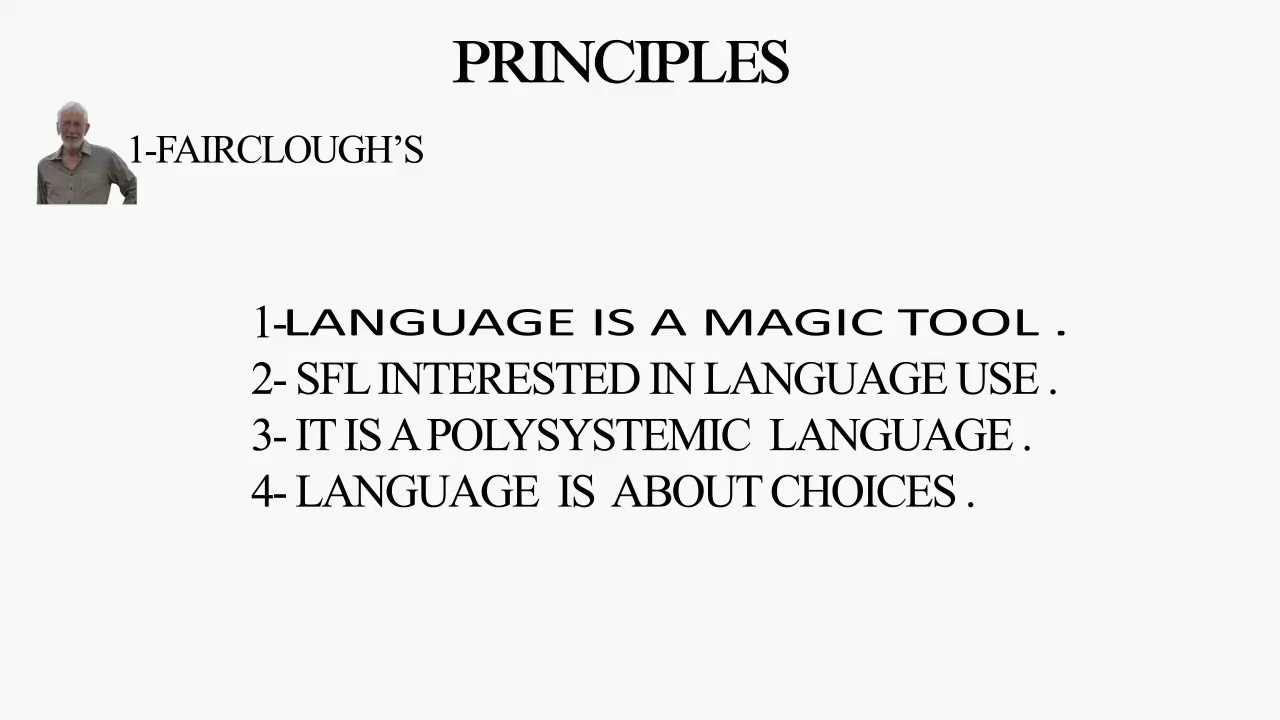 PRINCIPLES
1-FAIRCLOUGH’S
1-LANGUAGE IS A MAGIC TOOL .
2- SFL INTERESTED IN LANGUAGE USE .
3- IT IS A POLYSYSTEMIC LANGUAGE .
4- LANGUAGE IS ABOUT CHOICES .